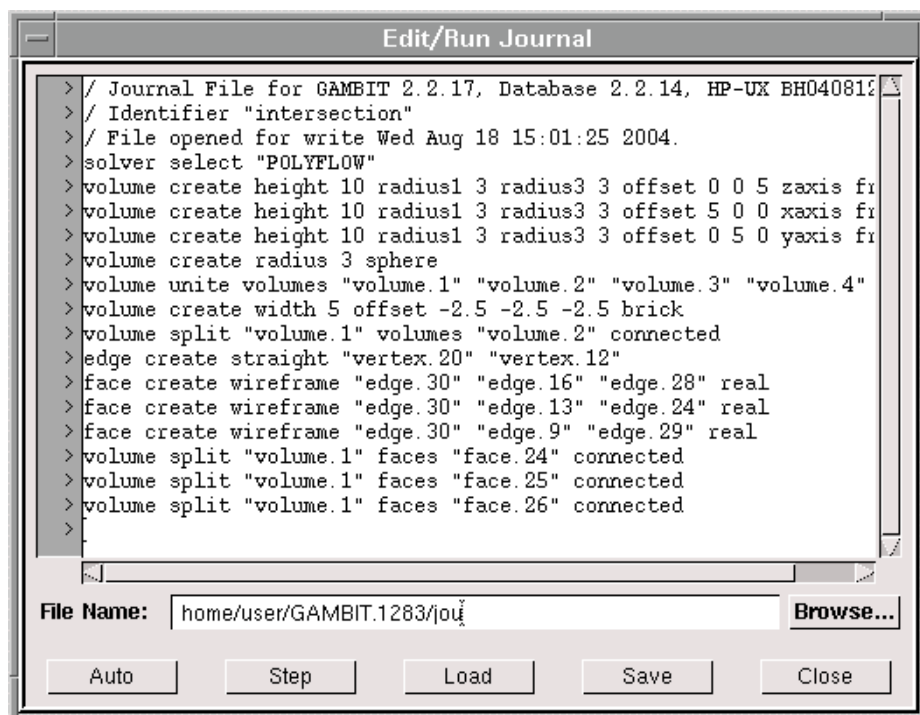 Edit/Run Journal
> / Journal File for GAMBIT 2.2.17, Database 2.2.14, HP-UX BH040812
> / Identifier "intersection"
> / File opened for write Wed Aug 18 15:01:25 2004.
> solver select "POLYFLOW"
> volume create height 10 radius1 3 radius3 3 offset 0 0 5 zaxis fr
> volume create height 10 radius1 3 radius3 3 offset 5 0 0 xaxis fr
> volume create height 10 radius1 3 radius3 3 offset 0 5 0 yaxis fr
> volume create radius 3 sphere
> volume unite volumes "volume.1" "volume.2" "volume.3" "volume.4"
> volume create width 5 offset -2.5 -2.5 -2.5 brick
> volume split "volume.1" volumes "volume.2" connected
> edge create straight "vertex.20" "vertex.12"
> face create wireframe "edge.30" "edge.16" "edge.28" real
> face create wireframe "edge.30" "edge.13" "edge.24" real
> face create wireframe "edge.30" "edge.9" "edge.29" real
> volume split "volume.1" faces "face.24" connected
> volume split "volume.1" faces "face.25" connected
> volume split "volume.1" faces "face.26" connected
>
File Name: home/user/GAMBIT.1283/jou Browse...
Auto Step Load Save Close